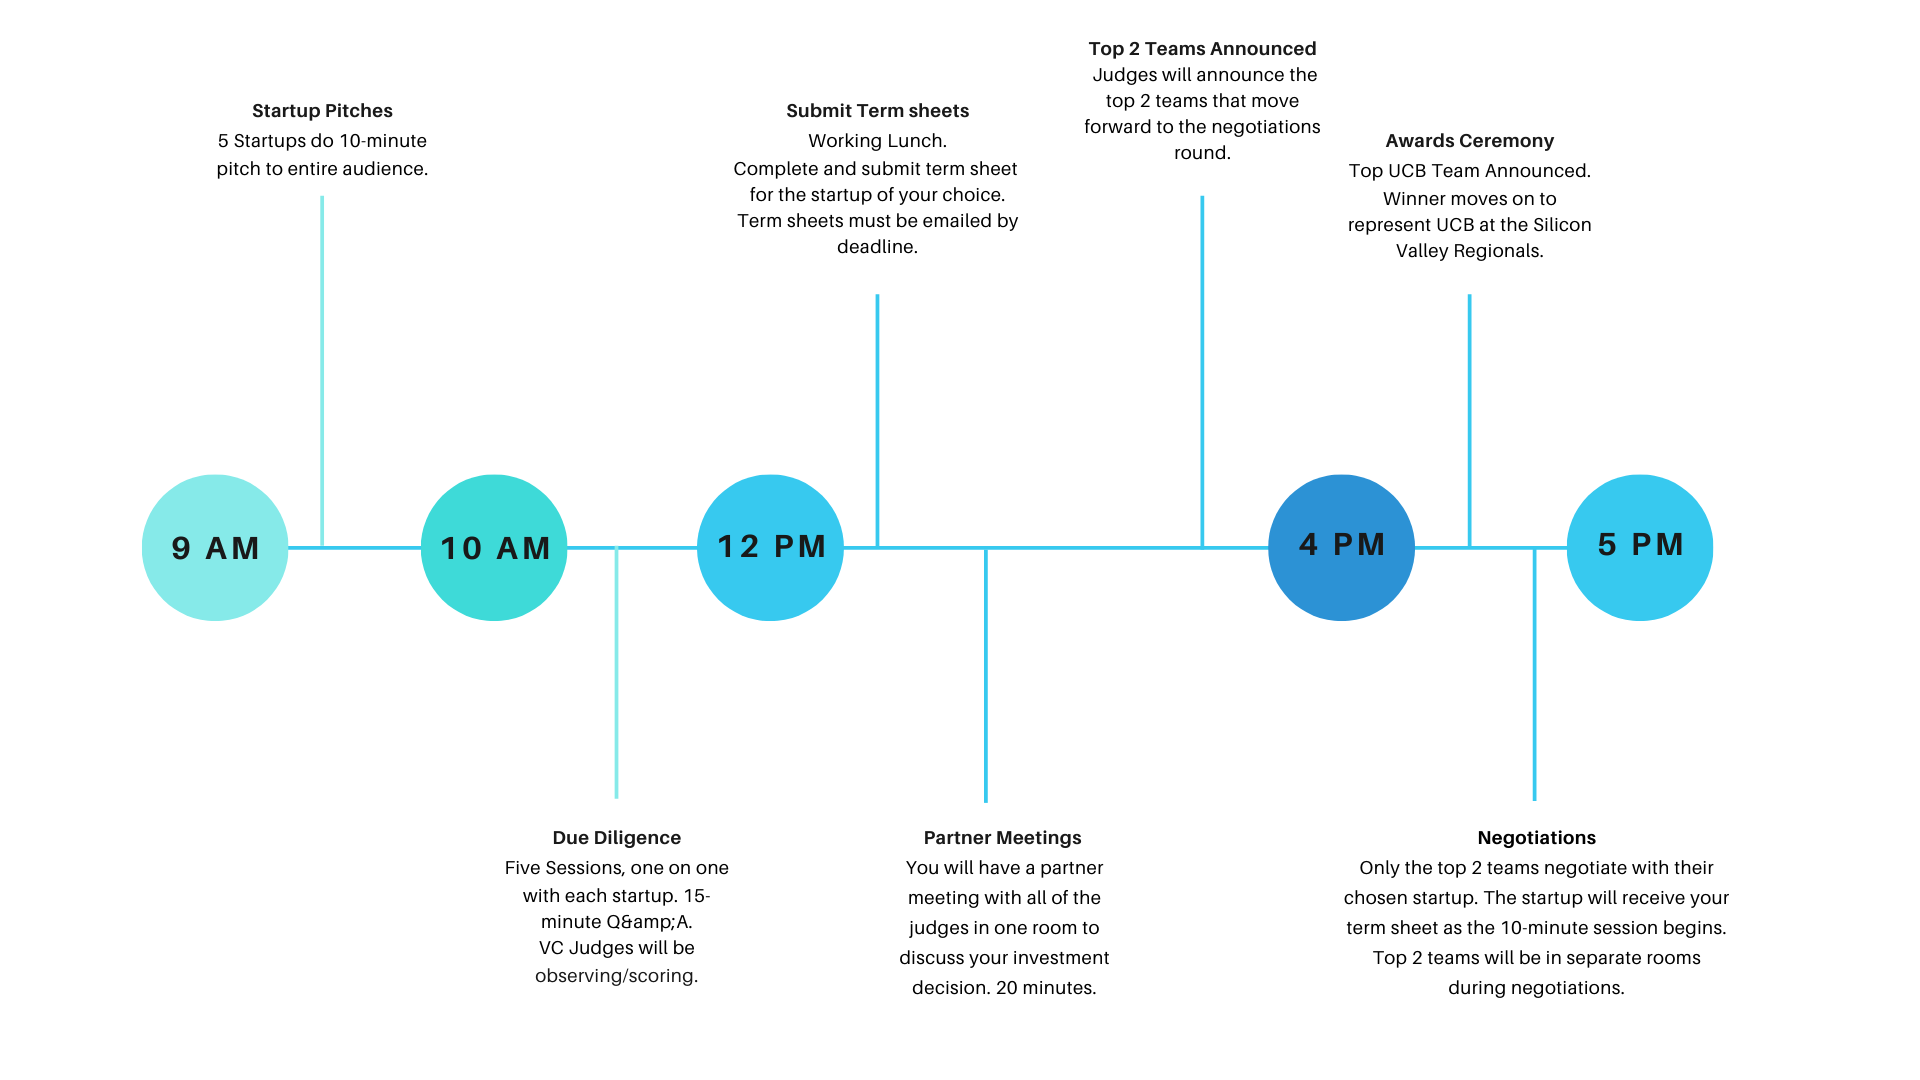 Startup Pitches
5 Startups do 10-minute
pitch to entire audience.
Submit Term sheets
Working Lunch.
Complete and submit term sheet
for the startup of your choice.
Term sheets must be emailed by
deadline.
Top 2 Teams Announced
Judges will announce the
top 2 teams that move
forward to the negotiations
round.
Awards Ceremony
Top UCB Team Announced.
Winner moves on to
represent UCB at the Silicon
Valley Regionals.
9 AM
10 AM
12 PM
4 PM
5 PM
Due Diligence
Five Sessions, one on one
with each startup. 15-
minute Q&amp;A.
VC Judges will be
observing/scoring.
Partner Meetings
You will have a partner
meeting with all of the
judges in one room to
discuss your investment
decision. 20 minutes.
Negotiations
Only the top 2 teams negotiate with their
chosen startup. The startup will receive your
term sheet as the 10-minute session begins.
Top 2 teams will be in separate rooms
during negotiations.